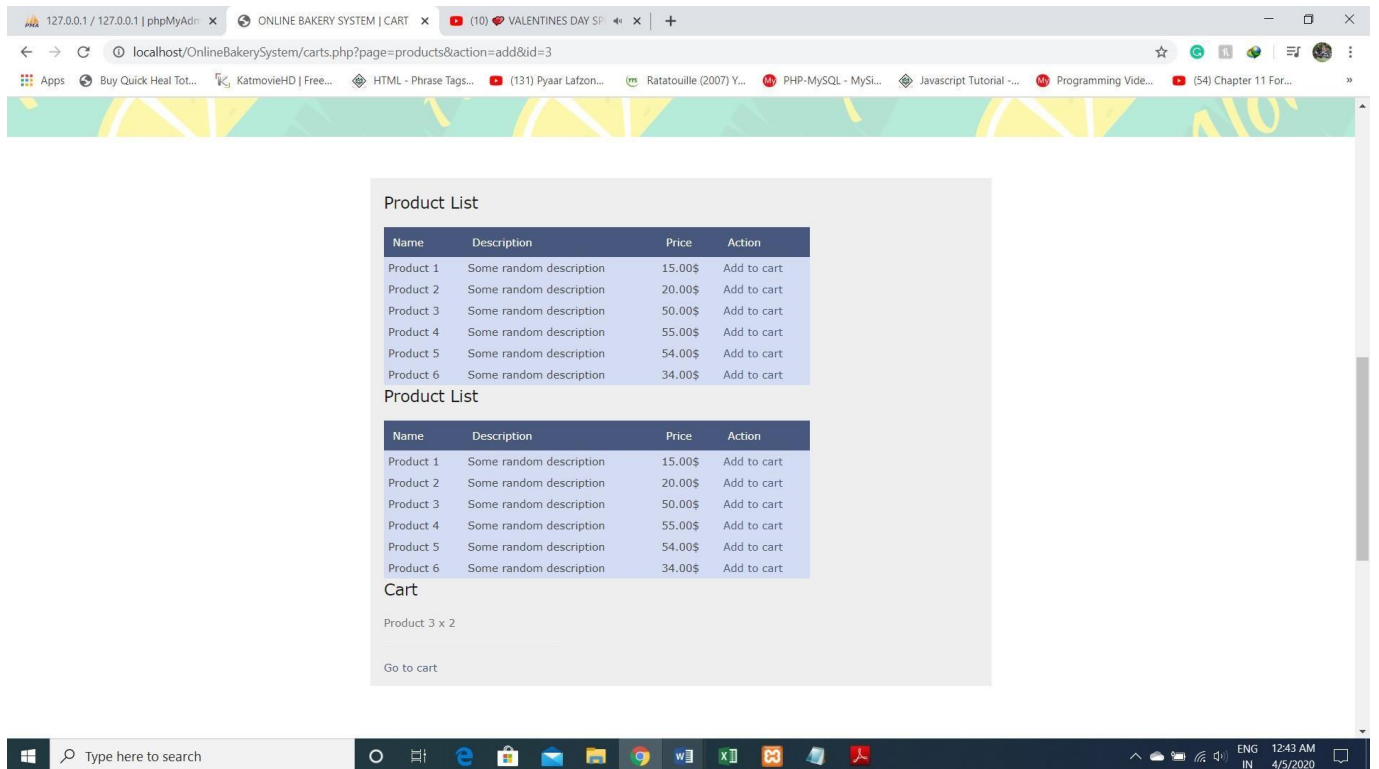 127.0.0.1 / 127.0.0.1 | phpMyAdm ONLINE BAKERY SYSTEM | CART (10) VALENTINES DAY SP
localhost/OnlineBakerySystem/carts.php?page=products&action=add&id=3
Apps Buy Quick Heal Tot... KatmovieHD | Free... HTML - Phrase Tags... (131) Pyaar Lafzon... Ratatouille (2007) Y... PHP-MySQL - MySi... Javascript Tutorial -... Programming Vide... (54) Chapter 11 For... »
Product List
Name Description Price Action
Product 1 Some random description 15.00$ Add to cart
Product 2 Some random description 20.00$ Add to cart
Product 3 Some random description 50.00$ Add to cart
Product 4 Some random description 55.00$ Add to cart
Product 5 Some random description 54.00$ Add to cart
Product 6 Some random description 34.00$ Add to cart
Product List
Name Description Price Action
Product 1 Some random description 15.00$ Add to cart
Product 2 Some random description 20.00$ Add to cart
Product 3 Some random description 50.00$ Add to cart
Product 4 Some random description 55.00$ Add to cart
Product 5 Some random description 54.00$ Add to cart
Product 6 Some random description 34.00$ Add to cart
Cart
Product 3 x 2
Go to cart
Type here to search
ENG 12:43 AM
IN 4/5/2020